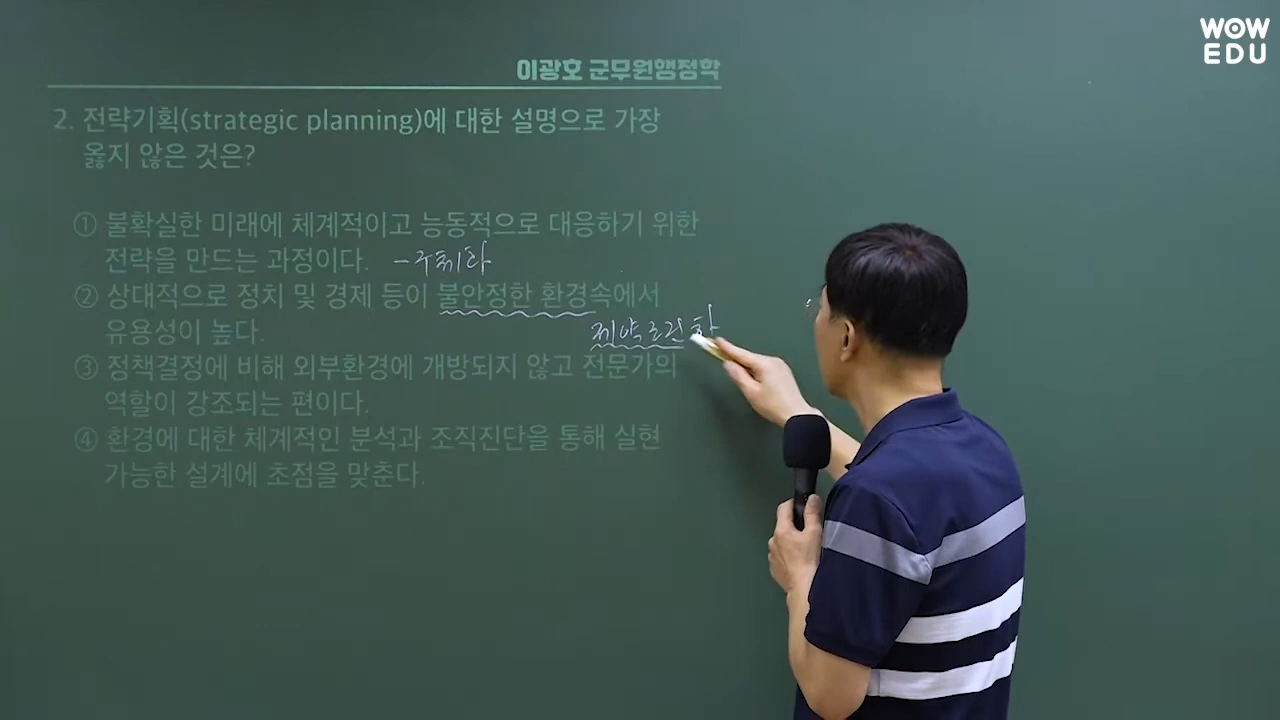 WOW
EDU
이광호 군무원행정학
2. 전략기획(strategic planning)에 대한 설명으로 가장
옳지 않은 것은?
① 불확실한 미래에 체계적이고 능동적으로 대응하기 위한
전략을 만드는 과정이다. - 구체화
② 상대적으로 정치 및 경제 등이 불안정한 환경속에서
유용성이 높다.
제약조건 하
③ 정책결정에 비해 외부환경에 개방되지 않고 전문가의
역할이 강조되는 편이다.
④ 환경에 대한 체계적인 분석과 조직진단을 통해 실현
가능한 설계에 초점을 맞춘다.